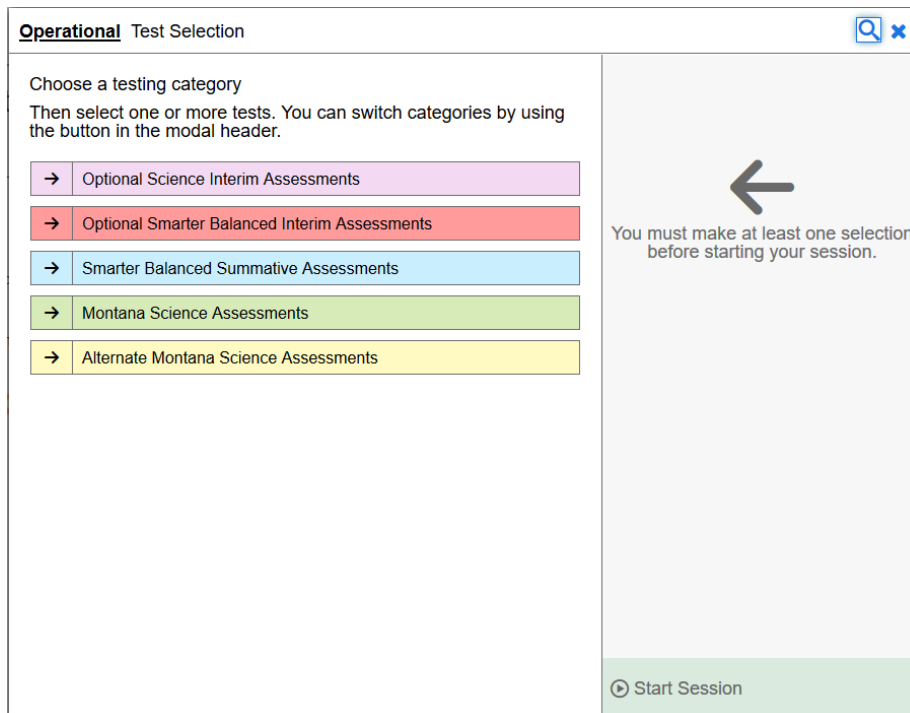 Operational Test Selection
Choose a testing category
Then select one or more tests. You can switch categories by using
the button in the modal header.
Optional Science Interim Assessments
Optional Smarter Balanced Interim Assessments
Smarter Balanced Summative Assessments
Montana Science Assessments
Alternate Montana Science Assessments
You must make at least one selection
before starting your session.
Start Session